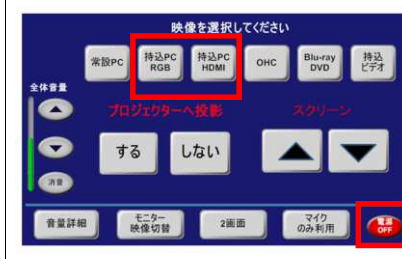 映像を選択してください
常設PC
持込PC
RGB
持込PC
HDMI
OHC
Blu-ray
DVD
持込
ビデオ
全体音量
プロジェクターへ投影
スクリーン
する
しない
消音
音量詳細
モニター
映像切替
2画面
マイク
のみ利用
電源
OFF